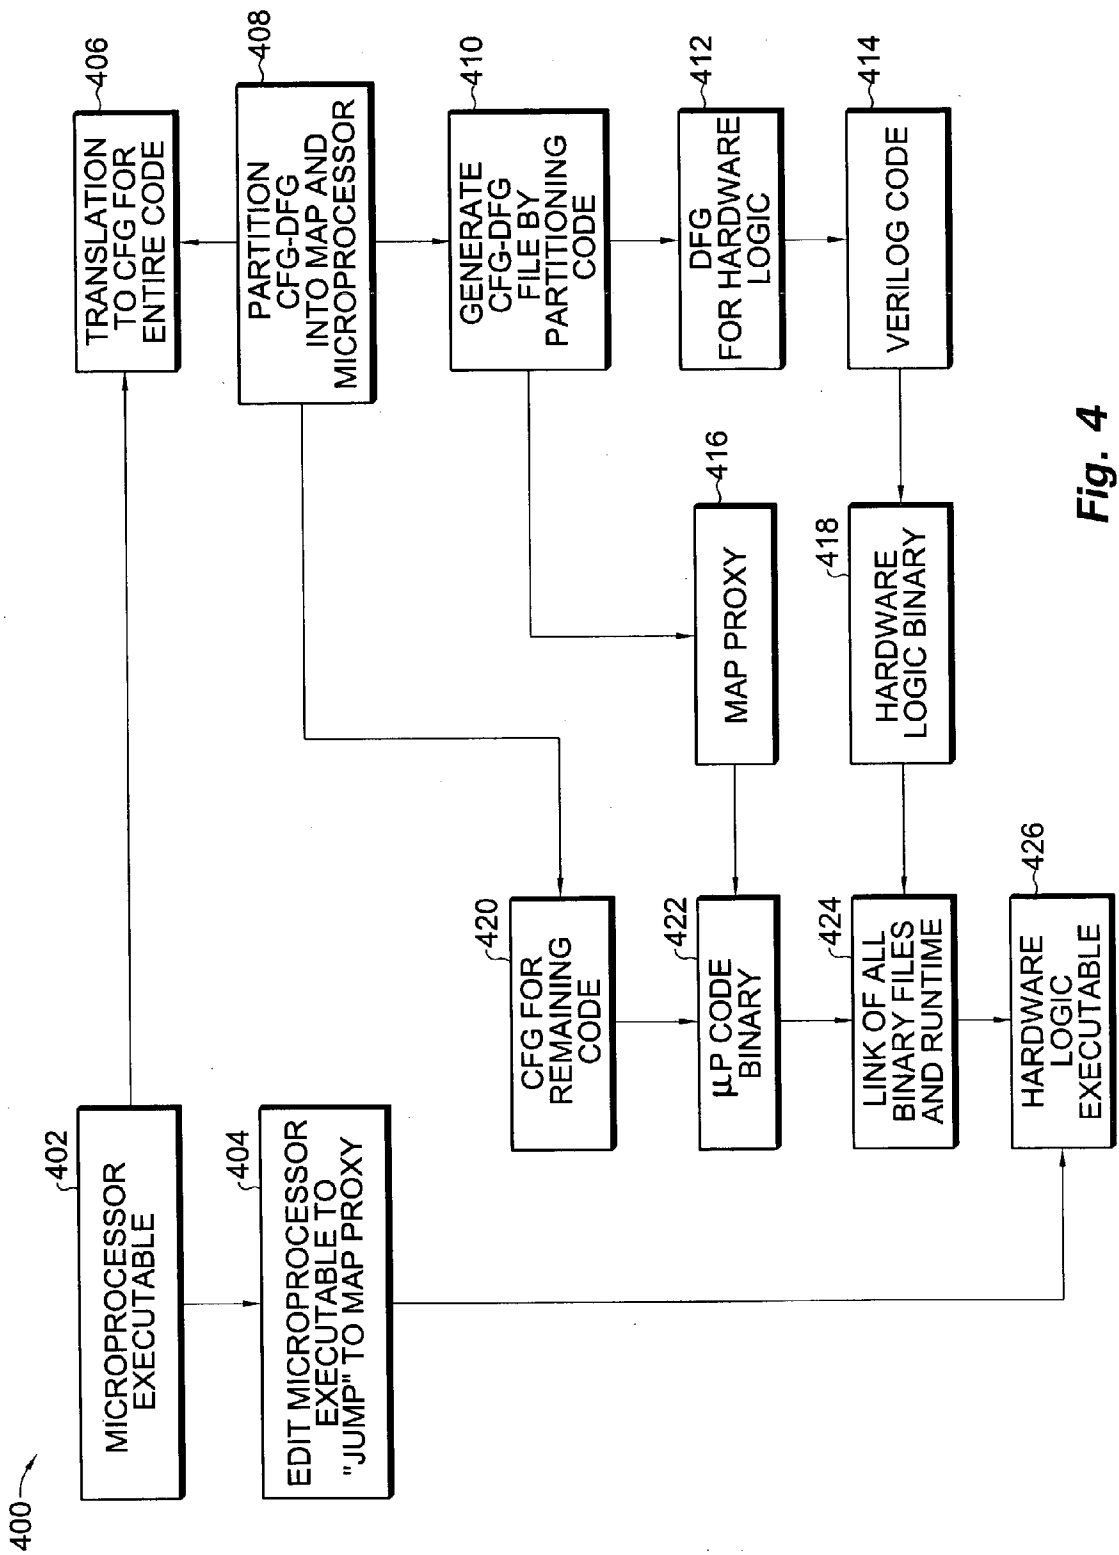 400
402
MICROPROCESSOR
EXECUTABLE
404
EDIT MICROPROCESSOR
EXECUTABLE TO
"JUMP" TO MAP PROXY
406
TRANSLATION
TO CFG FOR
ENTIRE CODE
408
PARTITION
CFG-DFG
INTO MAP AND
MICROPROCESSOR
410
GENERATE
CFG-DFG
FILE BY
PARTITIONING
CODE
412
DFG
FOR HARDWARE
LOGIC
414
VERILOG CODE
416
MAP PROXY
418
HARDWARE
LOGIC BINARY
420
CFG FOR
REMAINING
CODE
422
µP CODE
BINARY
424
LINK OF ALL
BINARY FILES
AND RUNTIME
426
HARDWARE
LOGIC
EXECUTABLE
Fig. 4